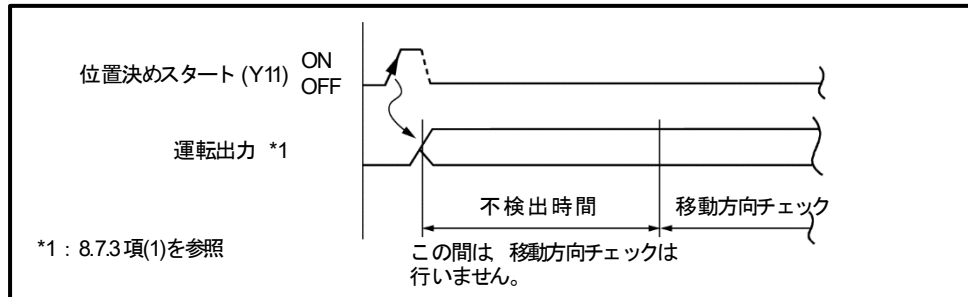 位置決めスタート (Y11)
ON
OFF
運転出力 *1
不検出時間
移動方向チェック
*1 : 8.7.3 項(1)を参照
この間は、移動方向チェックは
行いません。